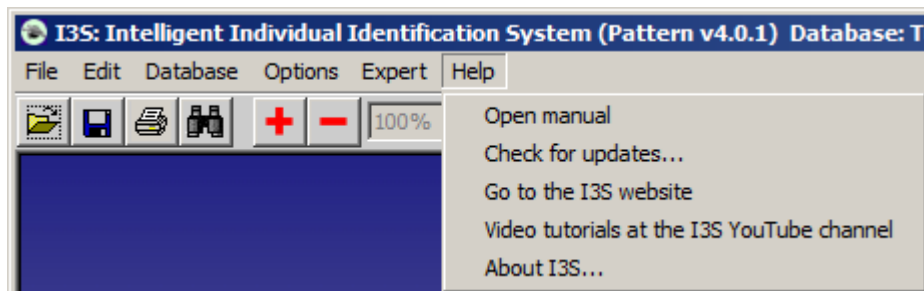 I3S: Intelligent Individual Identification System (Pattern v4.0.1) Database: T
File Edit Database Options Expert Help
100%
Open manual
Check for updates...
Go to the I3S website
Video tutorials at the I3S YouTube channel
About I3S...